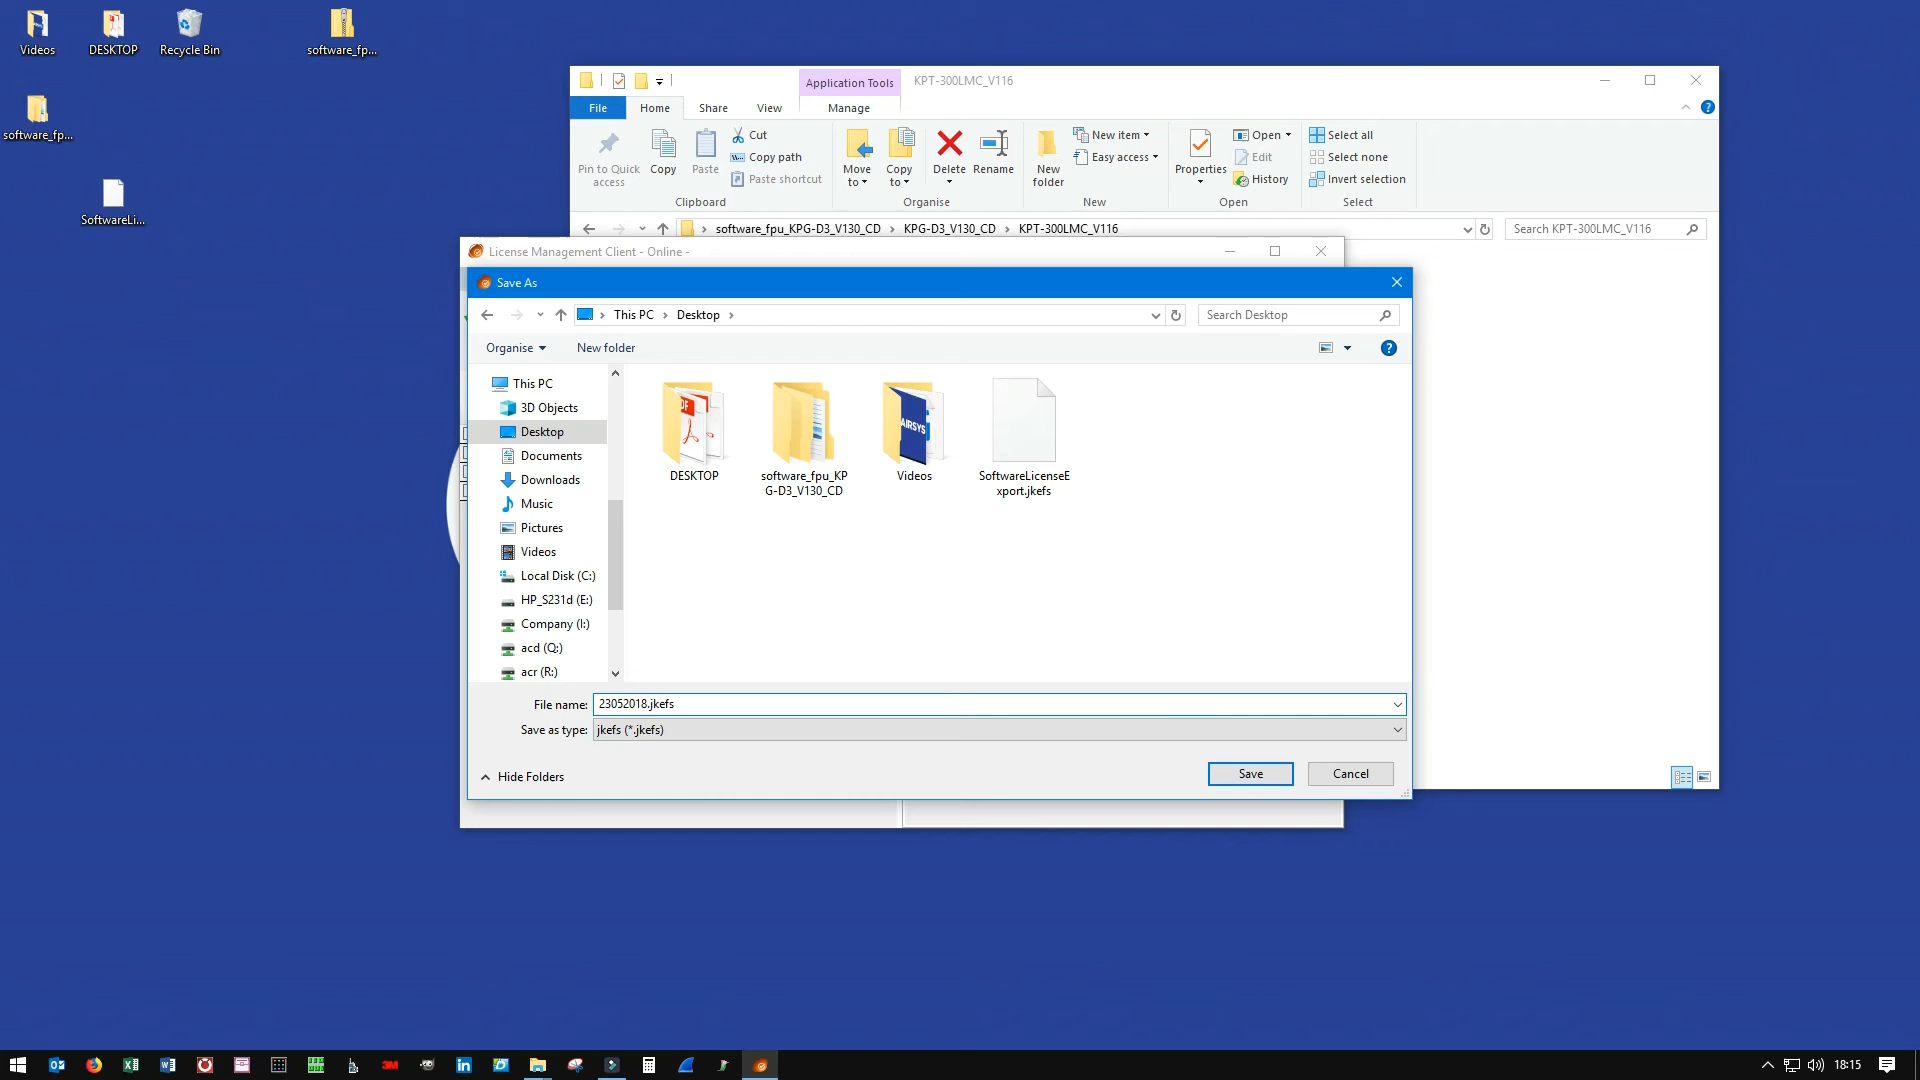 Videos
DESKTOP
Recycle Bin
software_fp...
software_fp...
SoftwareLi...
Application Tools
KPT-300LMC_V116
File
Home
Share
View
Manage
Pin to Quick
access
Copy
Paste
Cut
Copy path
Paste shortcut
Clipboard
Move
to
Copy
to
Delete
Rename
Organise
New
folder
New item
Easy access
New
Properties
Open
Edit
History
Open
Select all
Select none
Invert selection
Select
software_fpu_KPG-D3_V130_CD
KPG-D3_V130_CD
KPT-300LMC_V116
Search KPT-300LMC_V116
License Management Client - Online -
Save As
This PC
Desktop
Search Desktop
Organise
New folder
This PC
3D Objects
Desktop
Documents
Downloads
Music
Pictures
Videos
Local Disk (C:)
HP_S231d (E:)
Company (I:)
acd (Q:)
acr (R:)
AIRSYS
DESKTOP
software_fpu_KP
G-D3_V130_CD
Videos
SoftwareLicenseE
xport.jkefs
File name: 23052018.jkefs
Save as type: jkefs (*.jkefs)
Hide Folders
Save
Cancel
18:15